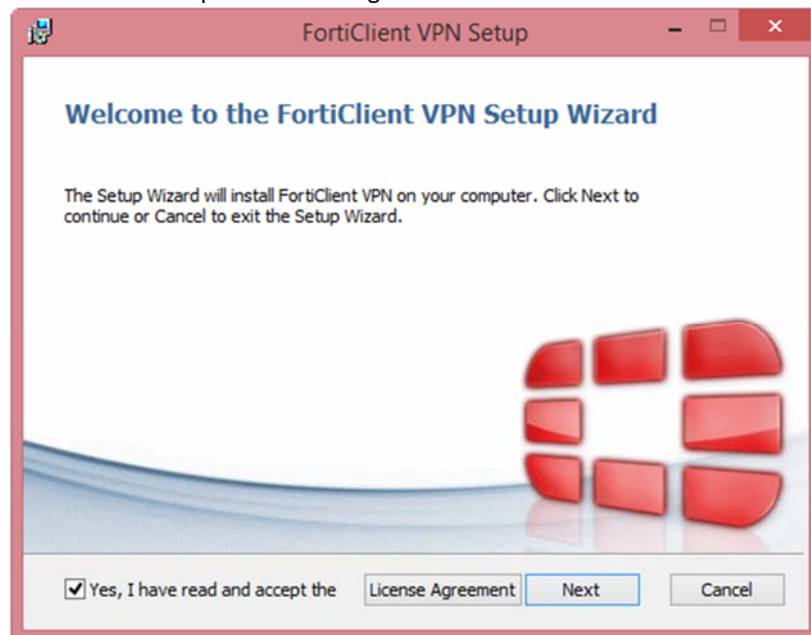 FortiClient VPN Setup
Welcome to the FortiClient VPN Setup Wizard
The Setup Wizard will install FortiClient VPN on your computer. Click Next to
continue or Cancel to exit the Setup Wizard.
Yes, I have read and accept the License Agreement Next Cancel